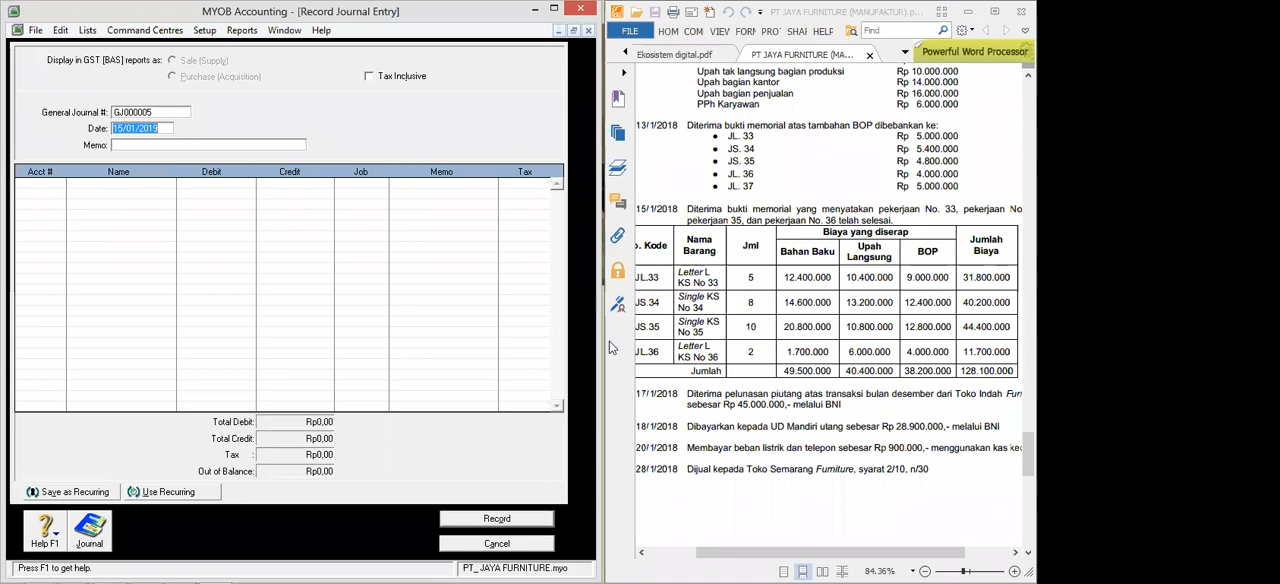 MYOB Accounting - [Record Journal Entry]
File Edit Lists Command Centres Setup Reports Window Help
Display in GST [BAS] reports as: Sale (Supply)
Purchase (Acquisition)
Tax Inclusive
General Journal #: GJ000005
Date: 15/01/2019
Memo:
Acct # Name Debit Credit Job Memo Tax
Total Debit: Rp0,00
Total Credit: Rp0,00
Tax : Rp0,00
Out of Balance: Rp0,00
Save as Recurring Use Recurring
Help F1 Journal
Record
Cancel
Press F1 to get help. PT_ JAYA FURNITURE.myo
PT JAYA FURNITURE (MANUFAKTUR).p...
FILE HOM COM VIEV FORM PRO SHAR HELP Find
Ekosistem digital.pdf PT JAYA FURNITURE (MA... Powerful Word Processor
Upah tak langsung bagian produksi Rp 10.000.000
Upah bagian kantor Rp 14.000.000
Upah bagian penjualan Rp 16.000.000
PPh Karyawan Rp 6.000.000
13/1/2018 Diterima bukti memorial atas tambahan BOP dibebankan ke:
• JL. 33 Rp 5.000.000
• JS. 34 Rp 5.400.000
• JS. 35 Rp 4.800.000
• JL. 36 Rp 4.000.000
• JL. 37 Rp 5.000.000
15/1/2018 Diterima bukti memorial yang menyatakan pekerjaan No. 33, pekerjaan No
pekerjaan 35, dan pekerjaan No. 36 telah selesai.
o. Kode Nama Barang Jml Biaya yang diserap Jumlah Biaya
Bahan Baku Upah Langsung BOP
JL.33 Letter L KS No 33 5 12.400.000 10.400.000 9.000.000 31.800.000
JS.34 Single KS No 34 8 14.600.000 13.200.000 12.400.000 40.200.000
JS.35 Single KS No 35 10 20.800.000 10.800.000 12.800.000 44.400.000
JL.36 Letter L KS No 36 2 1.700.000 6.000.000 4.000.000 11.700.000
Jumlah 49.500.000 40.400.000 38.200.000 128.100.000
17/1/2018 Diterima pelunasan piutang atas transaksi bulan desember dari Toko Indah Furn
sebesar Rp 45.000.000,- melalui BNI
18/1/2018 Dibayarkan kepada UD Mandiri utang sebesar Rp 28.900.000,- melalui BNI
20/1/2018 Membayar beban listrik dan telepon sebesar Rp 900.000,- menggunakan kas kec
28/1/2018 Dijual kepada Toko Semarang Furniture, syarat 2/10, n/30
84.36%